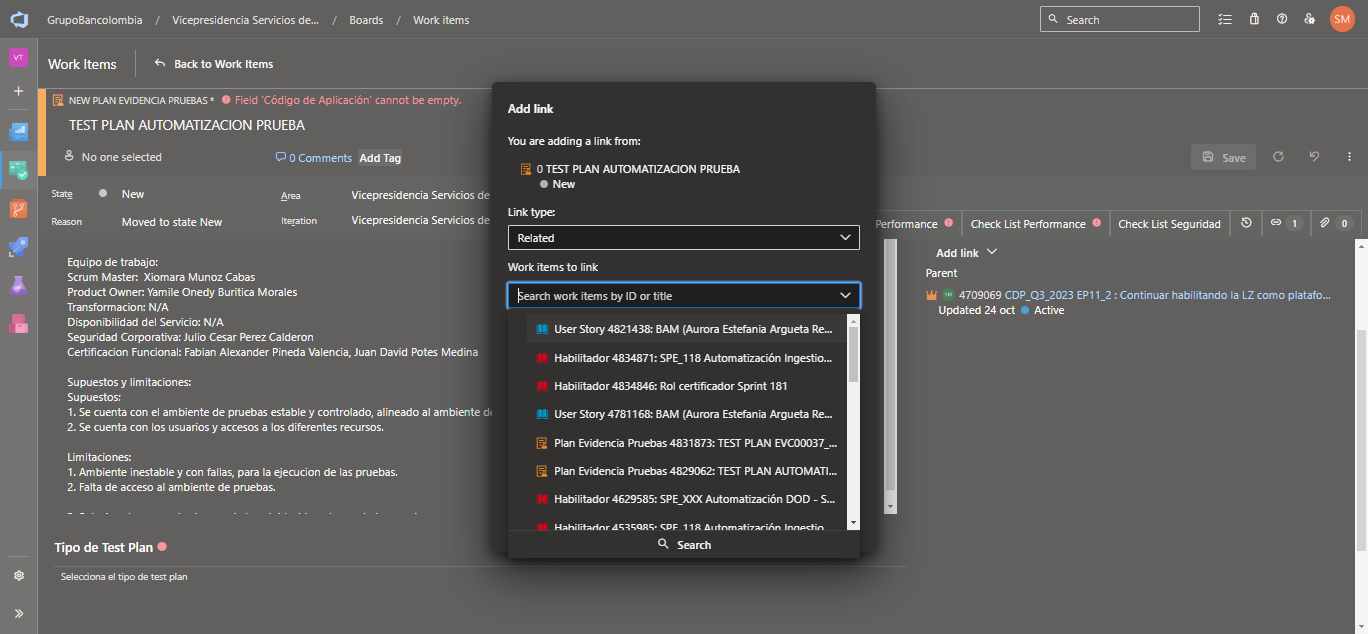 GrupoBancolombia / Vicepresidencia Servicios de... / Boards / Work items
Search
SM
VT
Work Items
Back to Work Items
NEW PLAN EVIDENCIA PRUEBAS * Field 'Código de Aplicación' cannot be empty.
TEST PLAN AUTOMATIZACION PRUEBA
No one selected
0 Comments
Add Tag
Save
State
New
Area
Vicepresidencia Servicios de
Reason
Moved to state New
Iteration
Vicepresidencia Servicios de
Performance
Check List Performance
Check List Seguridad
1
0
Equipo de trabajo:
Scrum Master: Xiomara Munoz Cabas
Product Owner: Yamile Onedy Buritica Morales
Transformacion: N/A
Disponibilidad del Servicio: N/A
Seguridad Corporativa: Julio Cesar Perez Calderon
Certificacion Funcional: Fabian Alexander Pineda Valencia, Juan David Potes Medina
Supuestos y limitaciones:
Supuestos:
1. Se cuenta con el ambiente de pruebas estable y controlado, alineado al ambiente de
2. Se cuenta con los usuarios y accesos a los diferentes recursos.
Limitaciones:
1. Ambiente inestable y con fallas, para la ejecucion de las pruebas.
2. Falta de acceso al ambiente de pruebas.
Tipo de Test Plan
Selecciona el tipo de test plan
Add link
You are adding a link from:
0 TEST PLAN AUTOMATIZACION PRUEBA
New
Link type:
Related
Work items to link
Search work items by ID or title
User Story 4821438: BAM (Aurora Estefania Argueta Re...
Habilitador 4834871: SPE_118 Automatización Ingestio...
Habilitador 4834846: Rol certificador Sprint 181
User Story 4781168: BAM (Aurora Estefania Argueta Re...
Plan Evidencia Pruebas 4831873: TEST PLAN EVC00037_...
Plan Evidencia Pruebas 4829062: TEST PLAN AUTOMATI...
Habilitador 4629585: SPE_XXX Automatización DOD - S...
Habilitador 4535985: SPE_118 Automatización Ingestio
Search
Add link
Parent
4709069 CDP_Q3_2023 EP11_2 : Continuar habilitando la LZ como platafo...
Updated 24 oct
Active